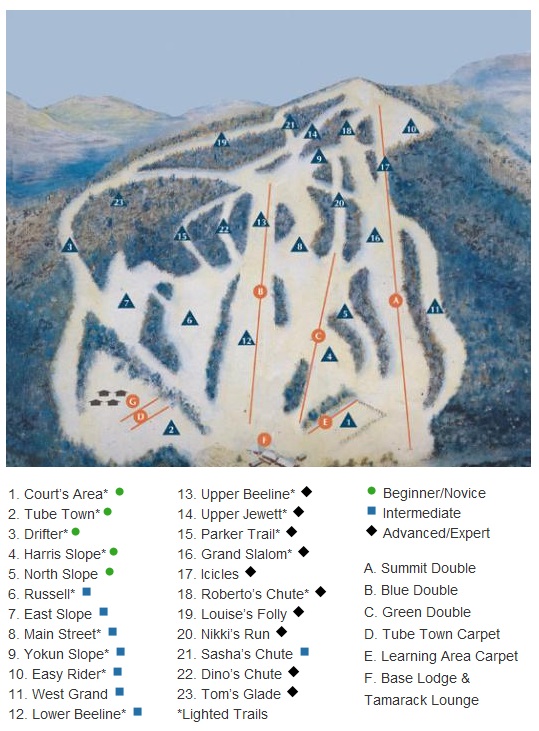 21
14
18
10
19
9
17
23
20
13
22
15
16
8
3
B
A
7
6
5
11
C
12
4
G
D
E
1
2
F
1. Court's Area*
2. Tube Town*
3. Drifter*
4. Harris Slope*
5. North Slope
6. Russell*
7. East Slope
8. Main Street*
9. Yokun Slope*
10. Easy Rider*
11. West Grand
12. Lower Beeline*
13. Upper Beeline*
14. Upper Jewett*
15. Parker Trail*
16. Grand Slalom*
17. Icicles
18. Roberto's Chute*
19. Louise's Folly
20. Nikki's Run
21. Sasha's Chute
22. Dino's Chute
23. Tom's Glade
*Lighted Trails
Beginner/Novice
Intermediate
Advanced/Expert
A. Summit Double
B. Blue Double
C. Green Double
D. Tube Town Carpet
E. Learning Area Carpet
F. Base Lodge &
Tamarack Lounge